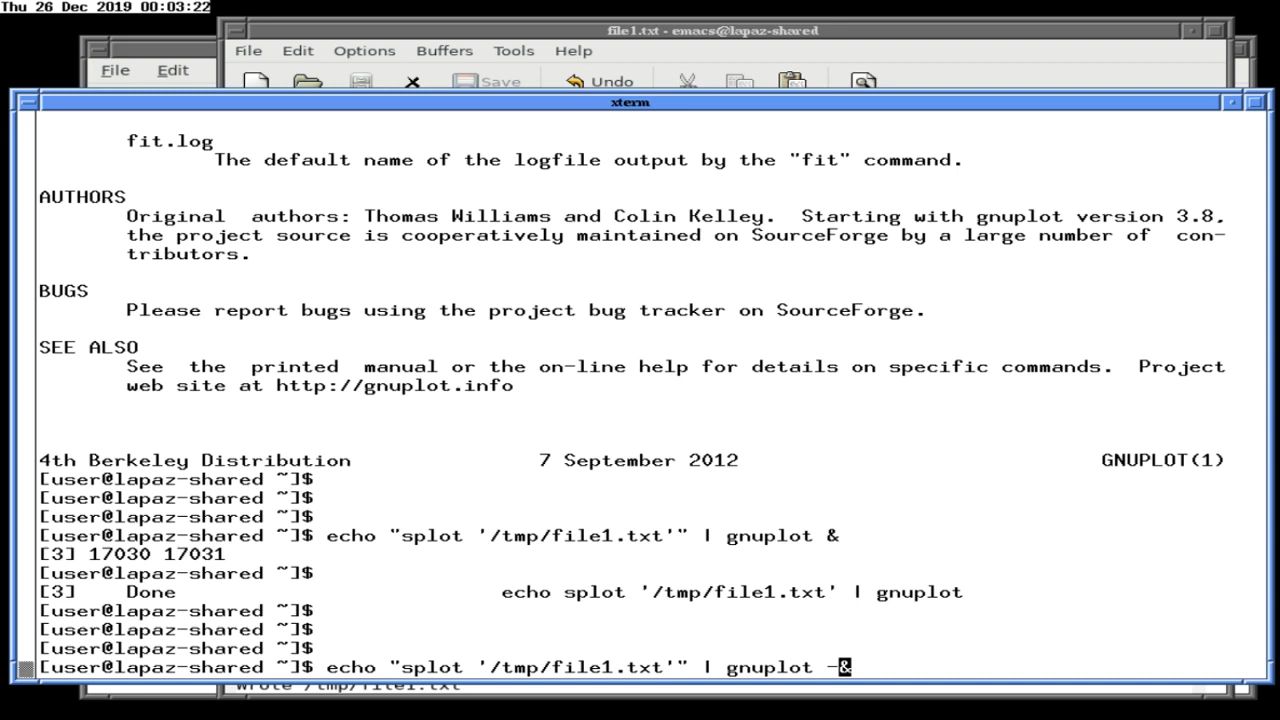 Thu 26 Dec 2019 00:03:22
file1.txt - emacs@lapaz-shared
File Edit Options Buffers Tools Help
File Edit
Save Undo
xterm
fit.log
The default name of the logfile output by the "fit" command.
AUTHORS
Original authors: Thomas Williams and Colin Kelley. Starting with gnuplot version 3.8,
the project source is cooperatively maintained on SourceForge by a large number of con-
tributors.
BUGS
Please report bugs using the project bug tracker on SourceForge.
SEE ALSO
See the printed manual or the on-line help for details on specific commands. Project
web site at http://gnuplot.info
4th Berkeley Distribution 7 September 2012 GNUPLOT(1)
[user@lapaz-shared ~]$
[user@lapaz-shared ~]$
[user@lapaz-shared ~]$
[user@lapaz-shared ~]$ echo "splot '/tmp/file1.txt'" | gnuplot &
[3] 17030 17031
[user@lapaz-shared ~]$
[3] Done echo splot '/tmp/file1.txt' | gnuplot
[user@lapaz-shared ~]$
[user@lapaz-shared ~]$
[user@lapaz-shared ~]$
[user@lapaz-shared ~]$ echo "splot '/tmp/file1.txt'" | gnuplot -&
Wrote /tmp/file1.txt